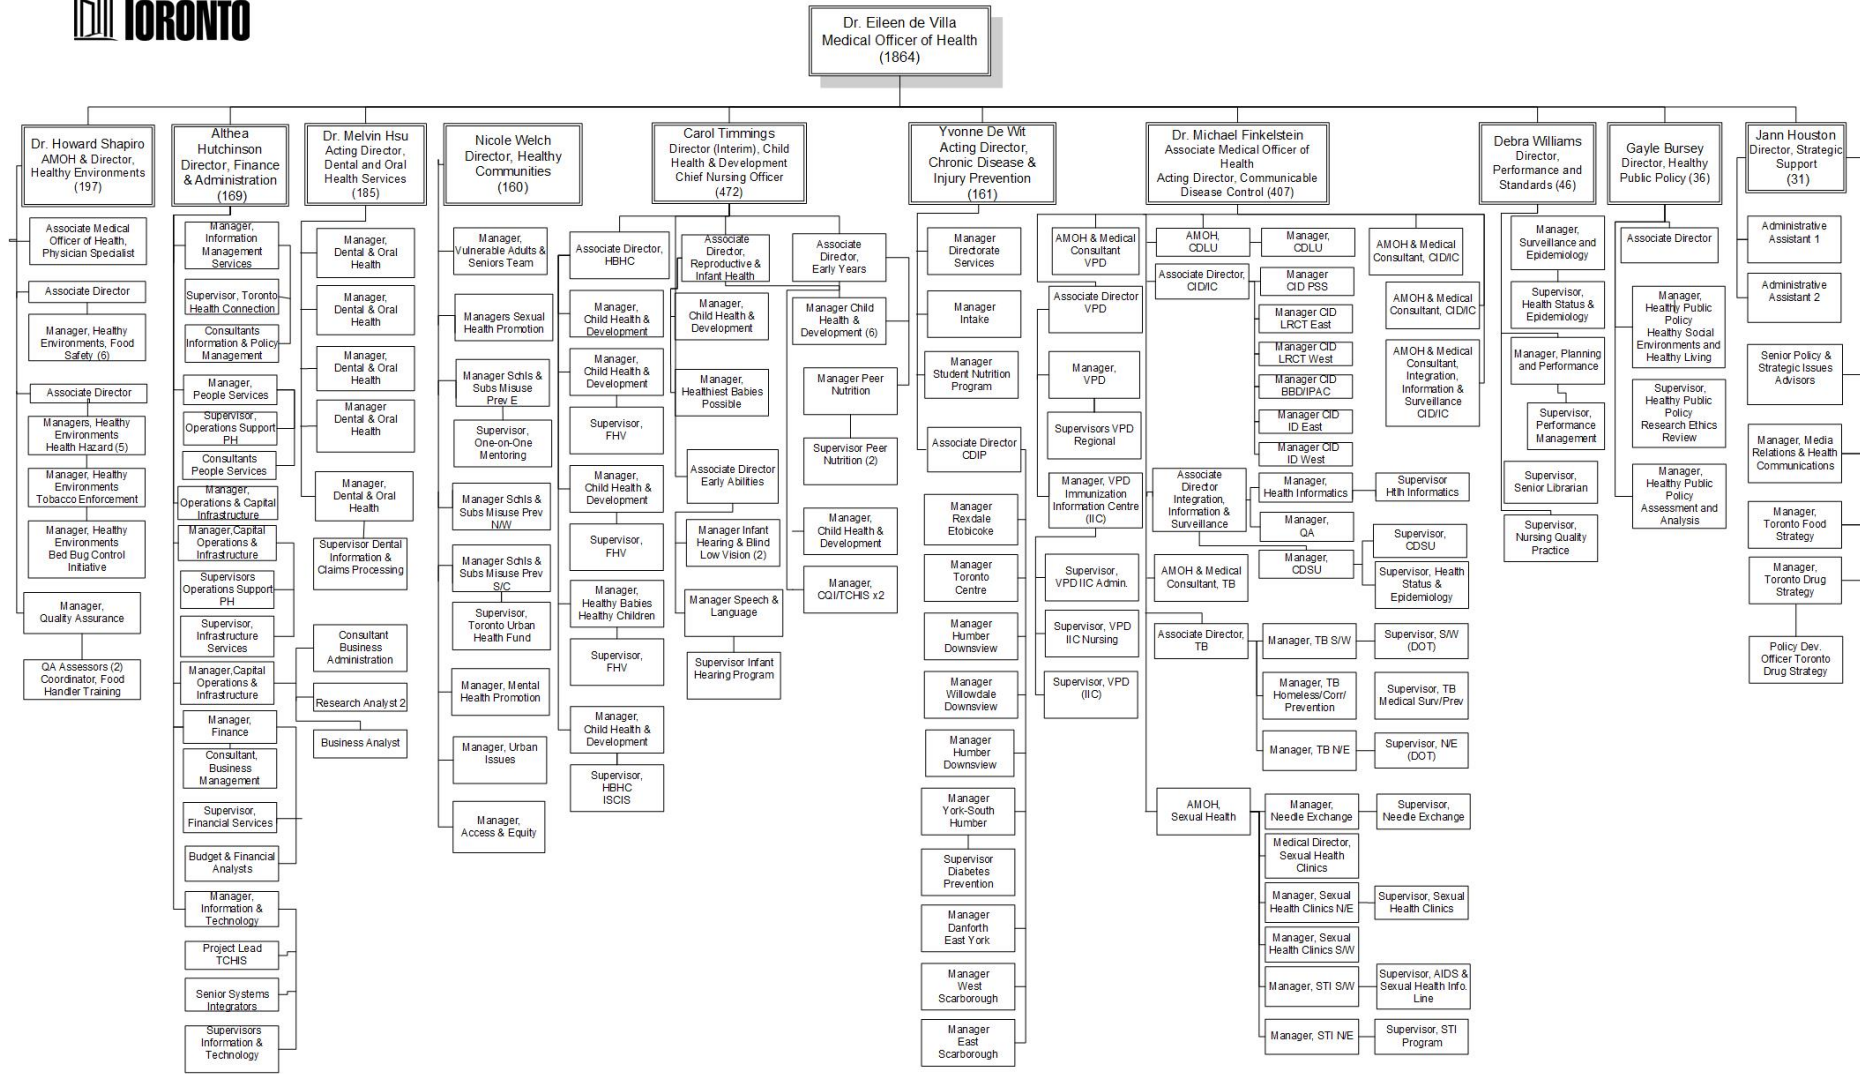 TORONTO
Dr. Eileen de Villa
Medical Officer of Health
(1864)
Dr. Howard Shapiro
AMOH & Director,
Healthy Environments
(197)
Associate Medical
Officer of Health,
Physician Specialist
Associate Director
Manager, Healthy
Environments, Food
Safety (6)
Associate Director
Managers, Healthy
Environments
Health Hazard (5)
Manager, Healthy
Environments
Tobacco Enforcement
Manager, Healthy
Environments
Bed Bug Control
Initiative
Manager,
Quality Assurance
QA Assessors (2)
Coordinator, Food
Handler Training
Althea
Hutchinson
Director, Finance
& Administration
(169)
Manager,
Information
Management
Services
Supervisor, Toronto
Health Connection
Consultants
Information & Policy
Management
Manager,
People Services
Supervisor,
Operations Support
PH
Consultants
People Services
Manager,
Operations & Capital
Infrastructure
Manager,Capital
Operations &
Infrastructure
Supervisors
Operations Support
PH
Supervisor,
Infrastructure
Services
Manager,Capital
Operations &
Infrastructure
Manager,
Finance
Consultant,
Business
Management
Supervisor,
Financial Services
Budget & Financial
Analysts
Manager,
Information &
Technology
Project Lead
TCHIS
Senior Systems
Integrators
Supervisors
Information &
Technology
Dr. Melvin Hsu
Acting Director,
Dental and Oral
Health Services
(185)
Manager,
Dental & Oral
Health
Manager,
Dental & Oral
Health
Manager,
Dental & Oral
Health
Manager
Dental & Oral
Health
Manager,
Dental & Oral
Health
Supervisor Dental
Information &
Claims Processing
Consultant
Business
Administration
Research Analyst 2
Business Analyst
Nicole Welch
Director, Healthy
Communities
(160)
Manager,
Vulnerable Adults &
Seniors Team
Managers Sexual
Health Promotion
Manager Schls &
Subs Misuse
Prev E
Supervisor,
One-on-One
Mentoring
Manager Schls &
Subs Misuse Prev
N/W
Manager Schls &
Subs Misuse Prev
S/C
Supervisor,
Toronto Urban
Health Fund
Manager, Mental
Health Promotion
Manager, Urban
Issues
Manager,
Access & Equity
Carol Timmings
Director (Interim), Child
Health & Development
Chief Nursing Officer
(472)
Associate Director,
HBHC
Manager,
Child Health &
Development
Manager,
Child Health &
Development
Supervisor,
FHV
Manager,
Child Health &
Development
Supervisor,
FHV
Manager,
Healthy Babies
Healthy Children
Supervisor,
FHV
Manager,
Child Health &
Development
Supervisor,
HBHC
ISCIS
Associate
Director,
Reproductive &
Infant Health
Manager,
Child Health &
Development
Manager,
Healthiest Babies
Possible
Associate Director
Early Abilities
Manager Infant
Hearing & Blind
Low Vision (2)
Manager Speech &
Language
Supervisor Infant
Hearing Program
Associate
Director,
Early Years
Manager Child
Health &
Development (6)
Manager Peer
Nutrition
Supervisor Peer
Nutrition (2)
Manager,
Child Health &
Development
Manager,
CQI/TCHIS x2
Yvonne De Wit
Acting Director,
Chronic Disease &
Injury Prevention
(161)
Manager
Directorate
Services
Manager
Intake
Manager
Student Nutrition
Program
Associate Director
CDIP
Manager
Rexdale
Etobicoke
Manager
Toronto
Centre
Manager
Humber
Downsview
Manager
Willowdale
Downsview
Manager
Humber
Downsview
Manager
York-South
Humber
Supervisor
Diabetes
Prevention
Manager
Danforth
East York
Manager
West
Scarborough
Manager
East
Scarborough
Dr. Michael Finkelstein
Associate Medical Officer of
Health
Acting Director, Communicable
Disease Control (407)
AMOH & Medical
Consultant
VPD
Associate Director
VPD
Manager,
VPD
Supervisors VPD
Regional
Manager, VPD
Immunization
Information Centre
(IIC)
Supervisor,
VPD IIC Admin.
Supervisor, VPD
IIC Nursing
Supervisor, VPD
(IIC)
AMOH,
CDLU
Manager,
CDLU
Associate Director,
CID/IC
Manager
CID PSS
Manager CID
LRCT East
Manager CID
LRCT West
Manager CID
BBD/IPAC
Manager CID
ID East
Manager CID
ID West
Associate
Director
Integration,
Information &
Surveillance
Manager,
Health Informatics
Supervisor
Htlh Informatics
Manager,
QA
Manager,
CDSU
Supervisor,
CDSU
Supervisor, Health
Status &
Epidemiology
AMOH & Medical
Consultant, TB
Associate Director,
TB
Manager, TB S/W
Supervisor, S/W
(DOT)
Manager, TB
Homeless/Corr/
Prevention
Supervisor, TB
Medical Surv/Prev
Manager, TB N/E
Supervisor, N/E
(DOT)
AMOH,
Sexual Health
Manager,
Needle Exchange
Supervisor,
Needle Exchange
Medical Director,
Sexual Health
Clinics
Manager, Sexual
Health Clinics N/E
Supervisor, Sexual
Health Clinics
Manager, Sexual
Health Clinics S/W
Manager, STI S/W
Supervisor, AIDS &
Sexual Health Info.
Line
Manager, STI N/E
Supervisor, STI
Program
AMOH & Medical
Consultant, CID/IC
AMOH & Medical
Consultant, CID/IC
AMOH & Medical
Consultant,
Integration,
Information &
Surveillance
CID/IC
Debra Williams
Director,
Performance and
Standards (46)
Manager,
Surveillance and
Epidemiology
Supervisor,
Health Status &
Epidemiology
Manager, Planning
and Performance
Supervisor,
Performance
Management
Supervisor,
Senior Librarian
Supervisor,
Nursing Quality
Practice
Gayle Bursey
Director, Healthy
Public Policy (36)
Associate Director
Manager,
Healthy Public
Policy
Healthy Social
Environments and
Healthy Living
Supervisor,
Healthy Public
Policy
Research Ethics
Review
Manager,
Healthy Public
Policy
Assessment and
Analysis
Jann Houston
Director, Strategic
Support
(31)
Administrative
Assistant 1
Administrative
Assistant 2
Senior Policy &
Strategic Issues
Advisors
Manager, Media
Relations & Health
Communications
Manager,
Toronto Food
Strategy
Manager,
Toronto Drug
Strategy
Policy Dev.
Officer Toronto
Drug Strategy